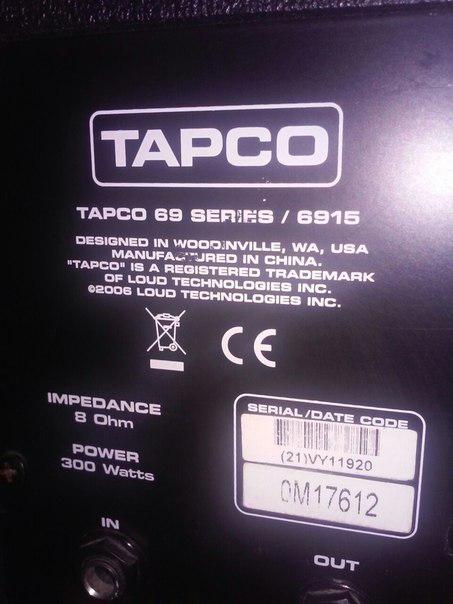 TAPCO
TAPCO 69 SERIES / 6915
DESIGNED IN WOODINVILLE, WA, USA
MANUFACTURED IN CHINA.
"TAPCO" IS A REGISTERED TRADEMARK
OF LOUD TECHNOLOGIES INC.
©2006 LOUD TECHNOLOGIES INC.
CE
IMPEDANCE
8 Ohm
POWER
300 Watts
SERIAL/DATE CODE
(21)VY11920
0M17612
IN
OUT